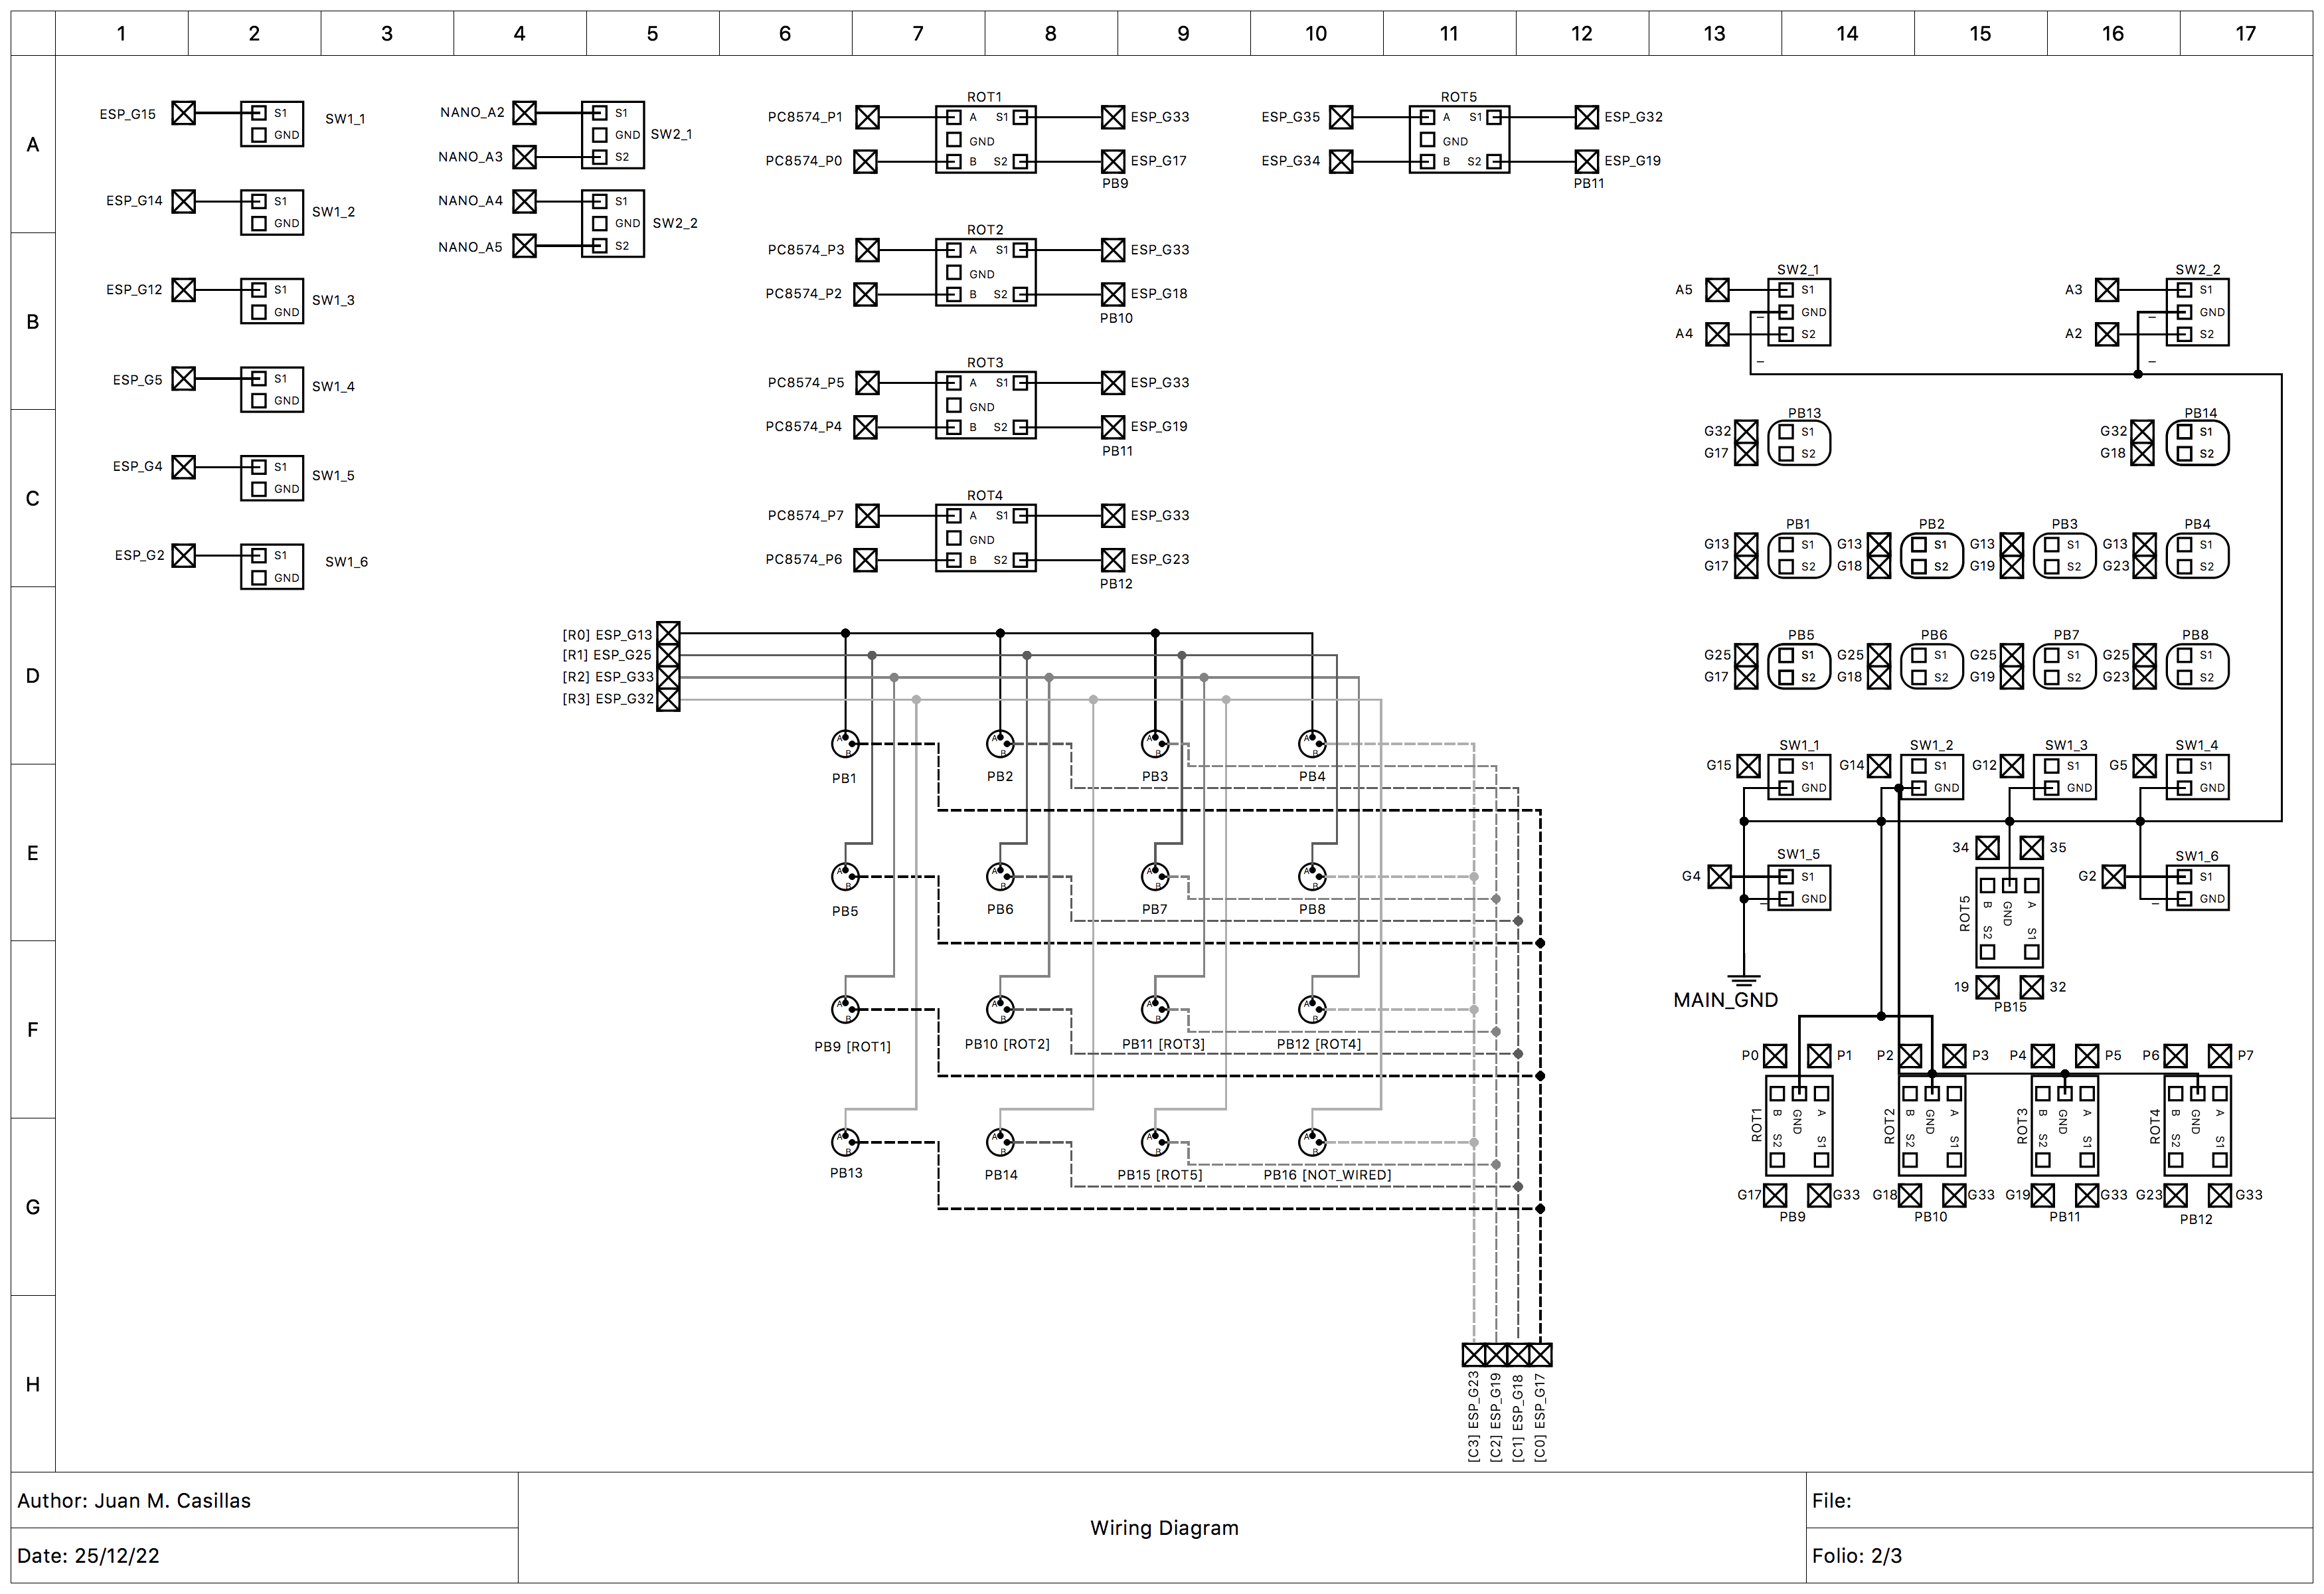 1 2 3 4 5 6 7 8 9 10 11 12 13 14 15 16 17
A
B
C
D
E
F
G
H
ESP_G15 S1 GND SW1_1
ESP_G14 S1 GND SW1_2
ESP_G12 S1 GND SW1_3
ESP_G5 S1 GND SW1_4
ESP_G4 S1 GND SW1_5
ESP_G2 S1 GND SW1_6
NANO_A2 S1
GND SW2_1
NANO_A3 S2
NANO_A4 S1
GND SW2_2
NANO_A5 S2
ROT1
PC8574_P1 A S1 ESP_G33
GND
PC8574_P0 B S2 ESP_G17
PB9
ROT2
PC8574_P3 A S1 ESP_G33
GND
PC8574_P2 B S2 ESP_G18
PB10
ROT3
PC8574_P5 A S1 ESP_G33
GND
PC8574_P4 B S2 ESP_G19
PB11
ROT4
PC8574_P7 A S1 ESP_G33
GND
PC8574_P6 B S2 ESP_G23
PB12
ROT5
ESP_G35 A S1 ESP_G32
GND
ESP_G34 B S2 ESP_G19
PB11
[R0] ESP_G13
[R1] ESP_G25
[R2] ESP_G33
[R3] ESP_G32
A B A B A B A B
PB1 PB2 PB3 PB4
A B A B A B A B
PB5 PB6 PB7 PB8
A B A B A B A B
PB9 [ROT1] PB10 [ROT2] PB11 [ROT3] PB12 [ROT4]
A B A B A B A B
PB13 PB14 PB15 [ROT5] PB16 [NOT_WIRED]
[C3] ESP_G23
[C2] ESP_G19
[C1] ESP_G18
[C0] ESP_G17
SW2_1 SW2_2
A5 S1 A3 S1
GND GND
A4 S2 A2 S2
PB13 PB14
G32 S1 G32 S1
G17 S2 G18 S2
PB1 PB2 PB3 PB4
G13 S1 G13 S1 G13 S1 G13 S1
G17 S2 G18 S2 G19 S2 G23 S2
PB5 PB6 PB7 PB8
G25 S1 G25 S1 G25 S1 G25 S1
G17 S2 G18 S2 G19 S2 G23 S2
SW1_1 SW1_2 SW1_3 SW1_4
G15 S1 G14 S1 G12 S1 G5 S1
GND GND GND GND
SW1_5 34 35 SW1_6
G4 S1 G2 S1
GND GND
ROT5 B GND A
S2 S1
19 32
PB15
MAIN_GND
P0 P1 P2 P3 P4 P5 P6 P7
ROT1 B GND A ROT2 B GND A ROT3 B GND A ROT4 B GND A
S2 S1 S2 S1 S2 S1 S2 S1
G17 G33 G18 G33 G19 G33 G23 G33
PB9 PB10 PB11 PB12
Author: Juan M. Casillas
Date: 25/12/22
Wiring Diagram
File:
Folio: 2/3